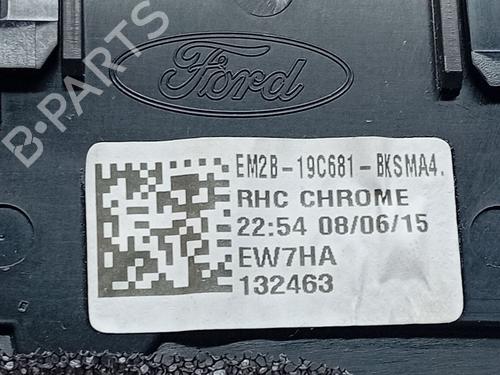 B-PARTS
Ford
EM2B-19C681-BKSMA4.
RHC CHROME
22:54 08/06/15
EW7HA
132463